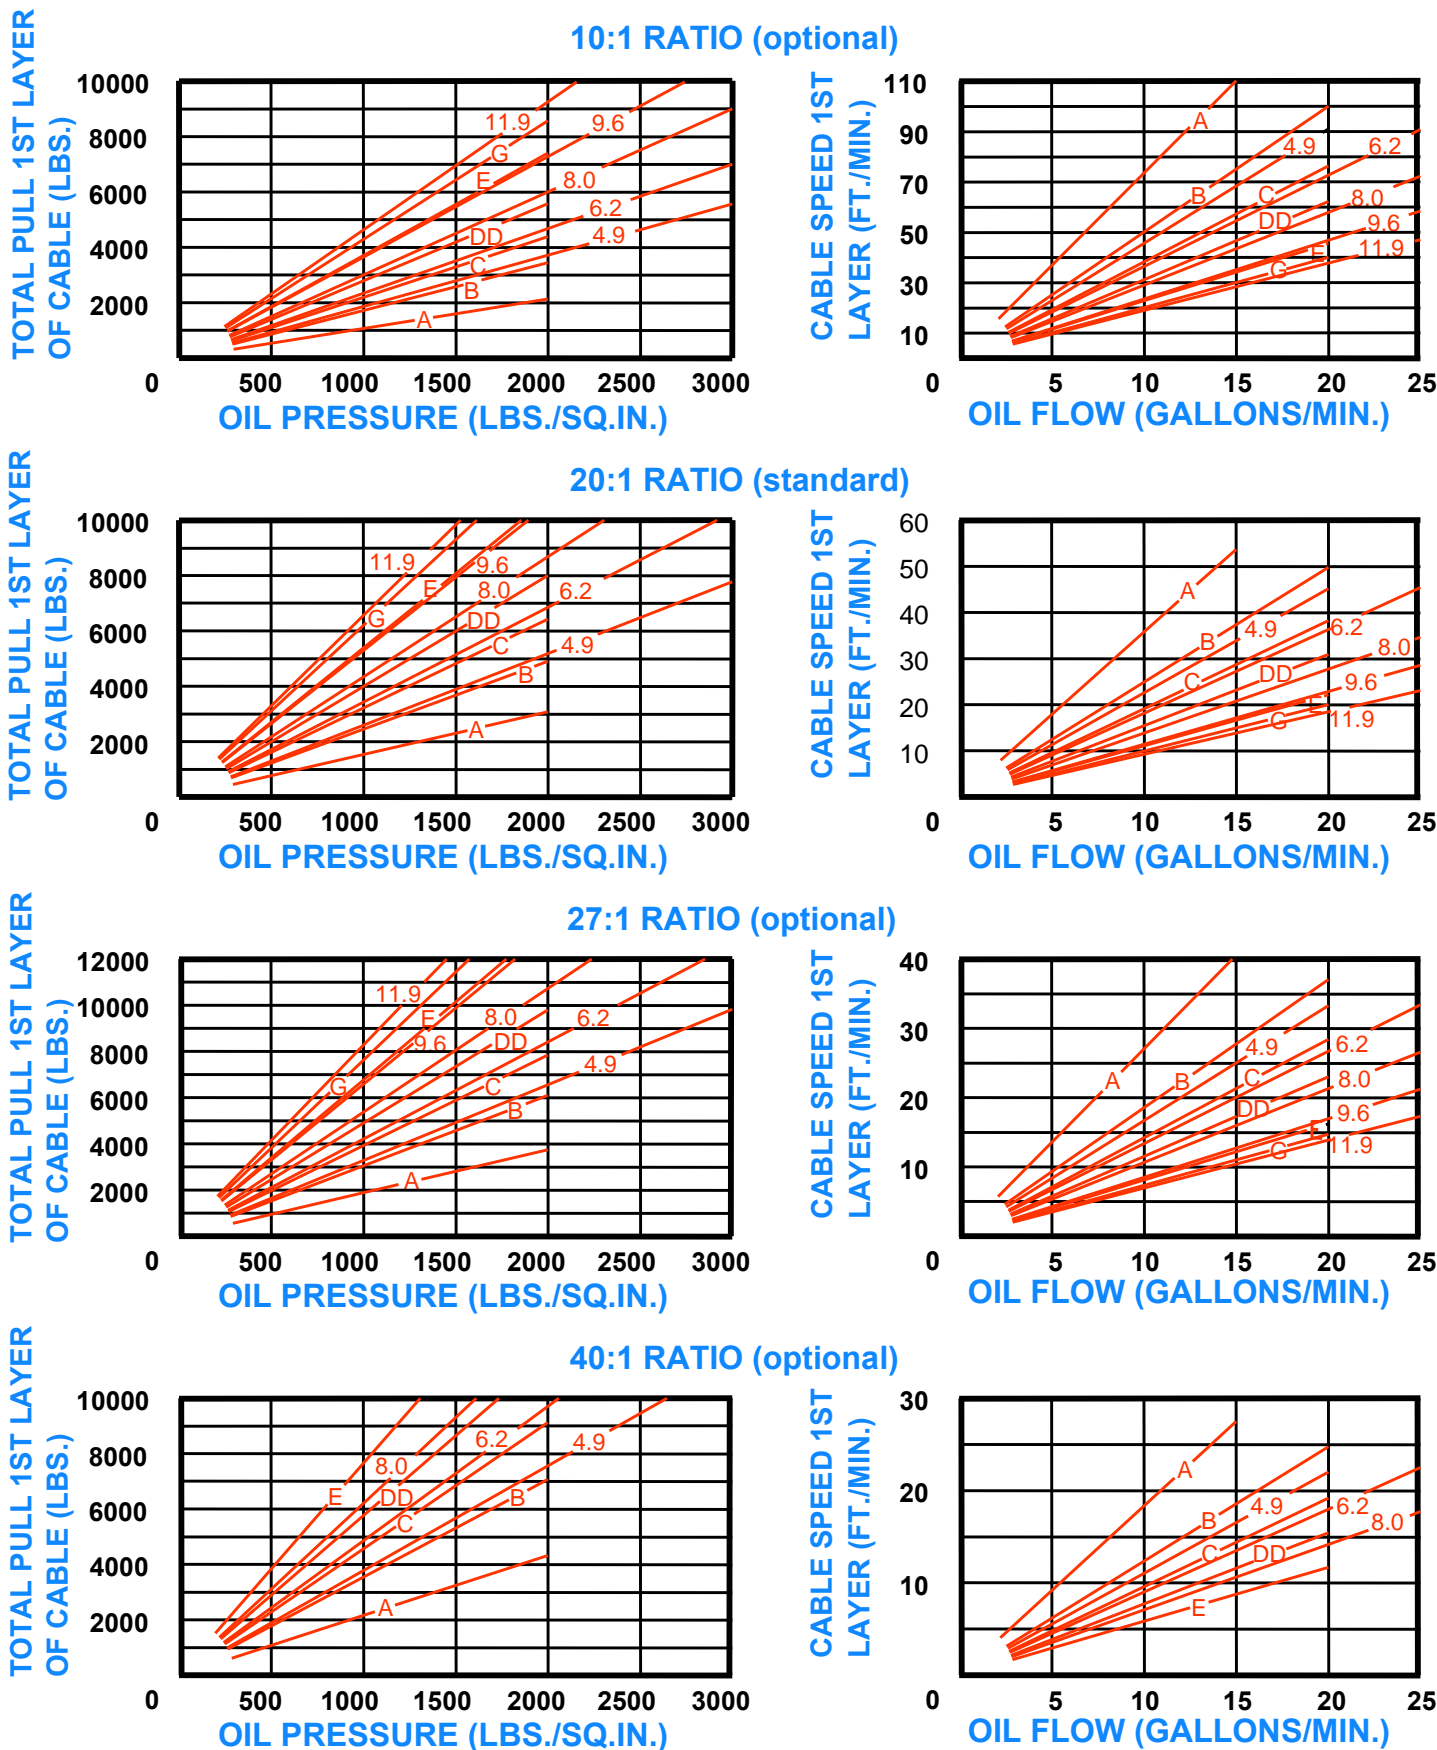 10:1 RATIO (optional)
TOTAL PULL 1ST LAYER
OF CABLE (LBS.)
10000
8000
6000
4000
2000
0 500 1000 1500 2000 2500 3000
OIL PRESSURE (LBS./SQ.IN.)
11.9
9.6
G
E
8.0
6.2
DD
4.9
C
B
A
CABLE SPEED 1ST
LAYER (FT./MIN.)
110
90
70
50
30
10
0 5 10 15 20 25
OIL FLOW (GALLONS/MIN.)
A
4.9
6.2
B
C
8.0
DD
9.6
E
11.9
G
20:1 RATIO (standard)
TOTAL PULL 1ST LAYER
OF CABLE (LBS.)
10000
8000
6000
4000
2000
0 500 1000 1500 2000 2500 3000
OIL PRESSURE (LBS./SQ.IN.)
11.9
9.6
E
8.0
6.2
G
DD
C
4.9
B
A
CABLE SPEED 1ST
LAYER (FT./MIN.)
60
50
40
30
20
10
0 5 10 15 20 25
OIL FLOW (GALLONS/MIN.)
A
4.9
6.2
B
8.0
C
DD
9.6
E
G
11.9
27:1 RATIO (optional)
TOTAL PULL 1ST LAYER
OF CABLE (LBS.)
12000
10000
8000
6000
4000
2000
0 500 1000 1500 2000 2500 3000
OIL PRESSURE (LBS./SQ.IN.)
11.9
E
8.0
6.2
9.6
DD
4.9
G
C
B
A
CABLE SPEED 1ST
LAYER (FT./MIN.)
40
30
20
10
0 5 10 15 20 25
OIL FLOW (GALLONS/MIN.)
4.9
6.2
A
B
C
8.0
DD
9.6
E
G
11.9
40:1 RATIO (optional)
TOTAL PULL 1ST LAYER
OF CABLE (LBS.)
10000
8000
6000
4000
2000
0 500 1000 1500 2000 2500 3000
OIL PRESSURE (LBS./SQ.IN.)
6.2
4.9
8.0
E
DD
B
C
A
CABLE SPEED 1ST
LAYER (FT./MIN.)
30
20
10
0 5 10 15 20 25
OIL FLOW (GALLONS/MIN.)
A
4.9
6.2
B
8.0
C
DD
E